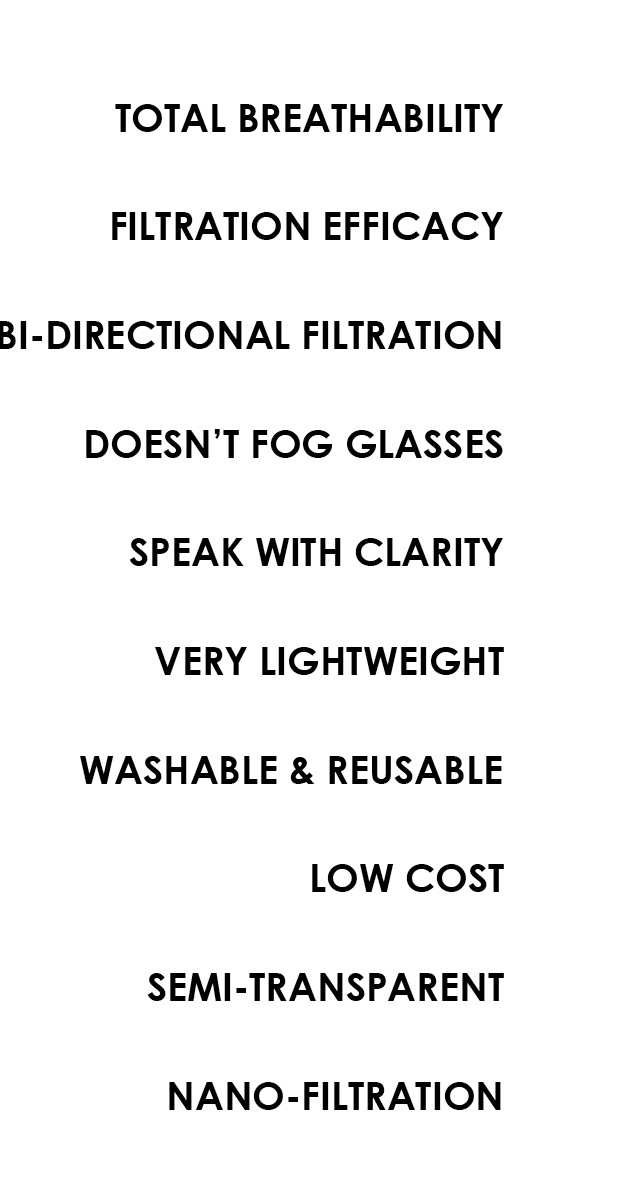 TOTAL BREATHABILITY
FILTRATION EFFICACY
BI-DIRECTIONAL FILTRATION
DOESN’T FOG GLASSES
SPEAK WITH CLARITY
VERY LIGHTWEIGHT
WASHABLE & REUSABLE
LOW COST
SEMI-TRANSPARENT
NANO-FILTRATION